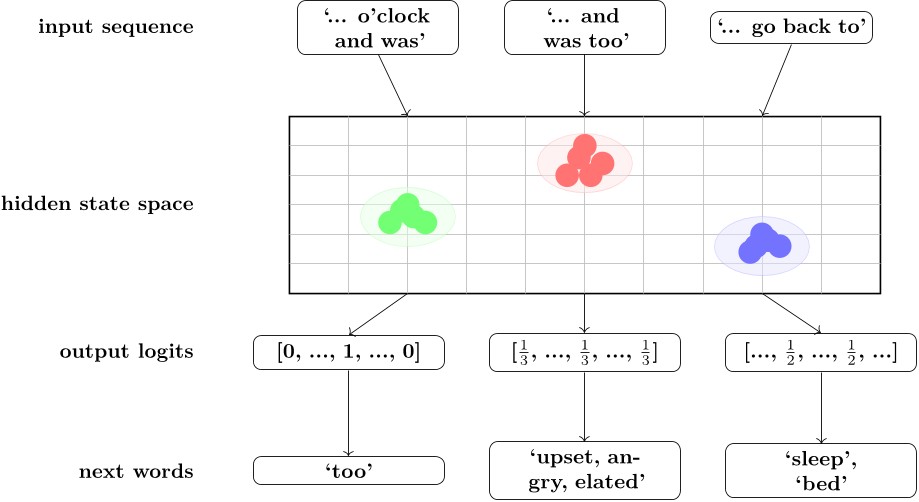 input sequence
‘... o’clock
and was’
‘... and
was too’
‘... go back to’
hidden state space
output logits
[0, ..., 1, ..., 0]
[1/3, ..., 1/3, ..., 1/3]
[..., 1/2, ..., 1/2, ...]
next words
‘too’
‘upset, an-
gry, elated’
‘sleep’,
‘bed’